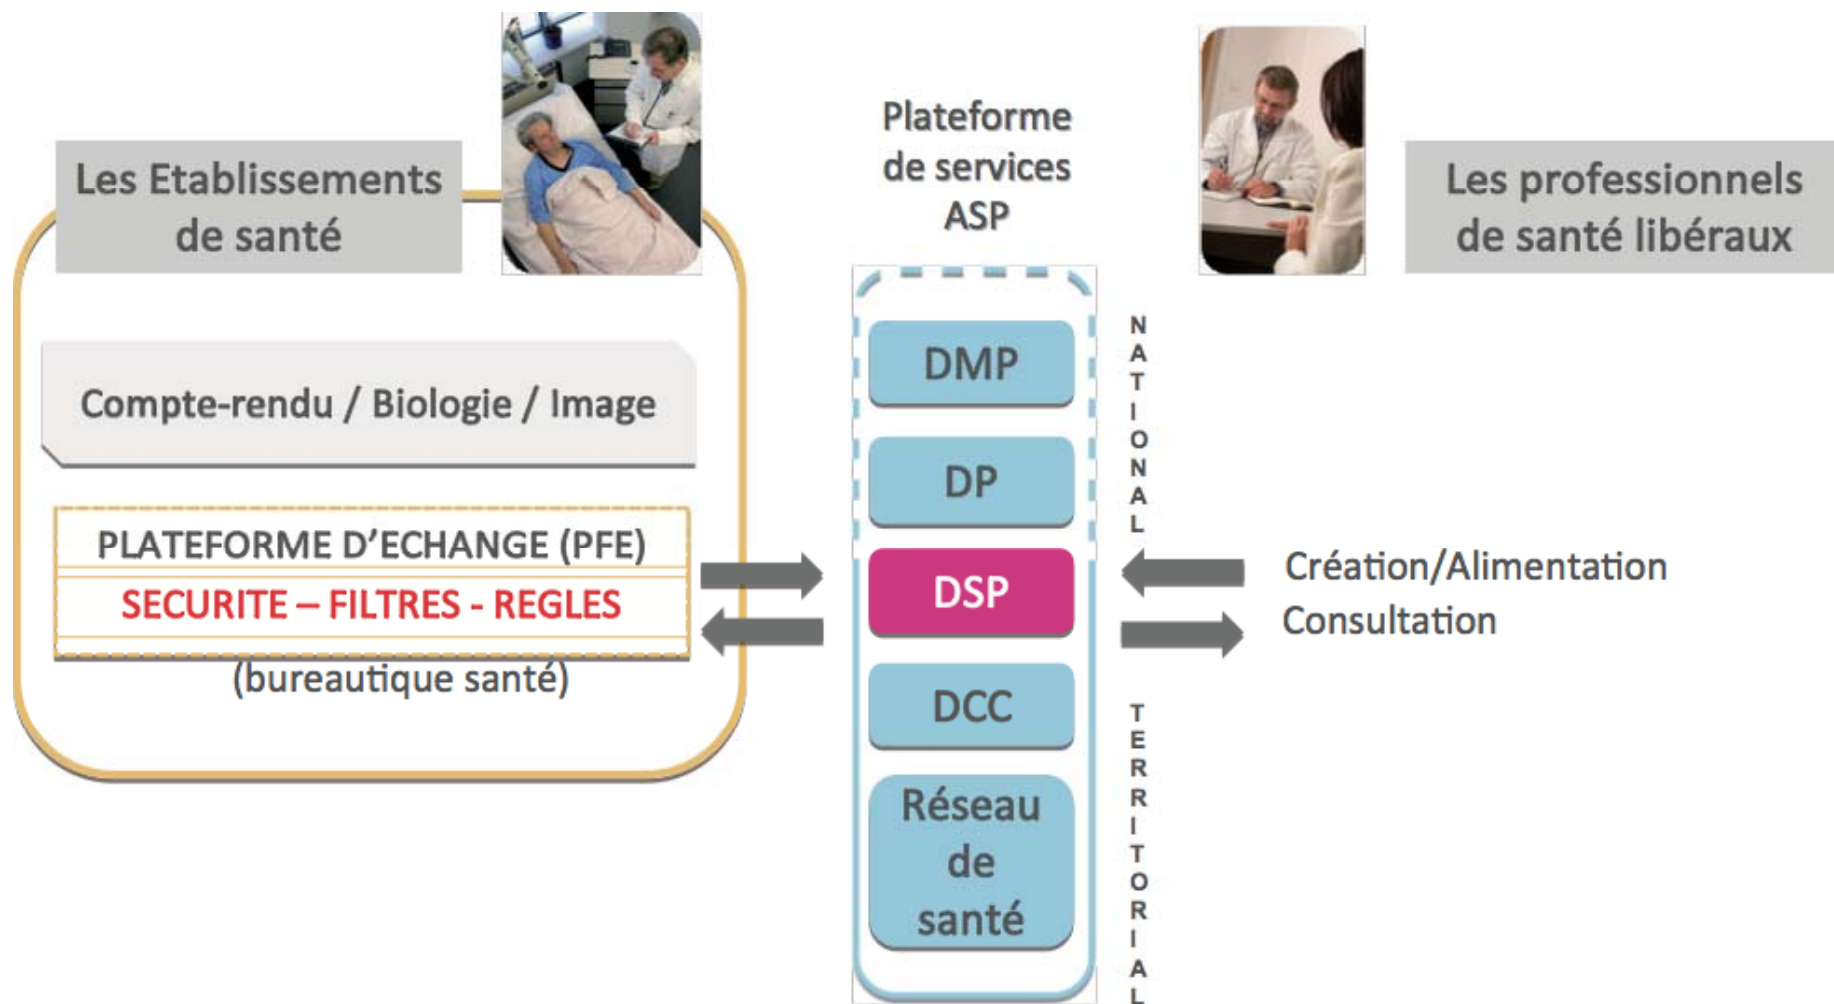 Les Etablissements
de santé
Compte-rendu / Biologie / Image
PLATEFORME D'ECHANGE (PFE)
SECURITE – FILTRES - REGLES
(bureautique santé)
Plateforme
de services
ASP
DMP
DP
DSP
DCC
Réseau
de
santé
NATIONAL
TERRITORIAL
Les professionnels
de santé libéraux
Création/Alimentation
Consultation